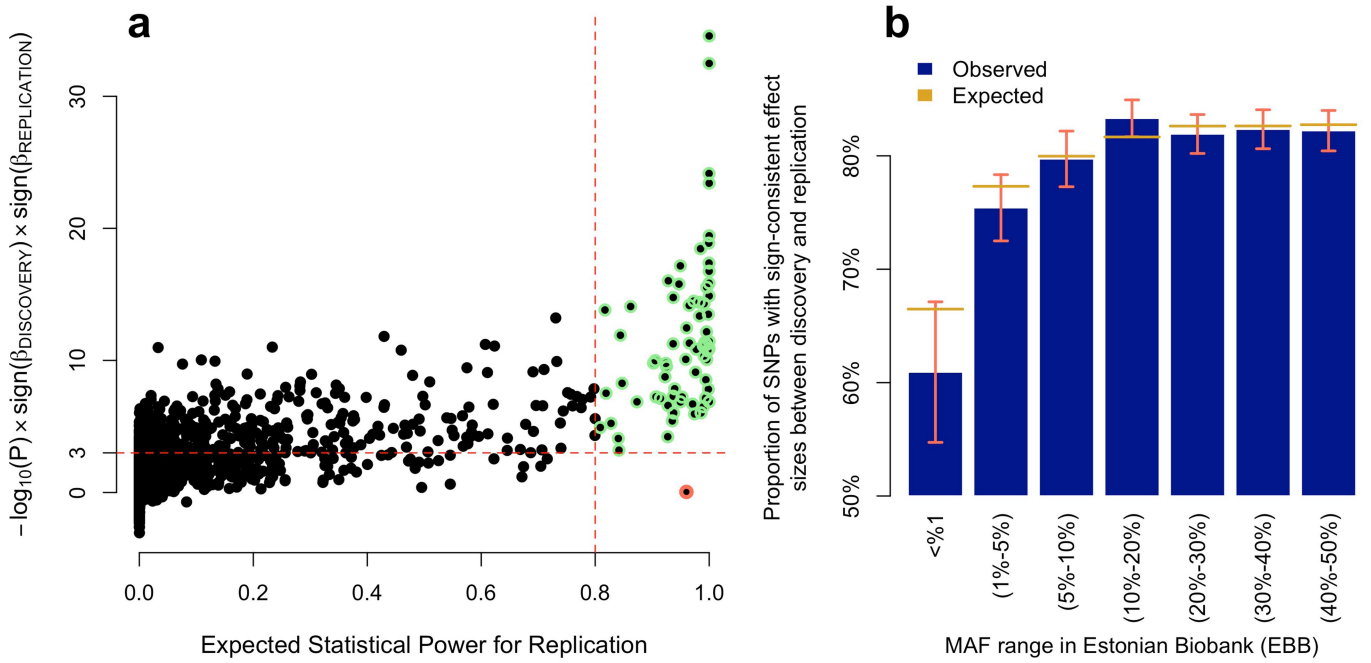 a
− log10(P) × sign(βDISCOVERY) × sign(βREPLICATION)
30
20
10
3
0
0.0 0.2 0.4 0.6 0.8 1.0
Expected Statistical Power for Replication
b
Observed
Expected
Proportion of SNPs with sign-consistent effect
sizes between discovery and replication
80%
70%
60%
50%
<%1
(1%-5%)
(5%-10%)
(10%-20%)
(20%-30%)
(30%-40%)
(40%-50%)
MAF range in Estonian Biobank (EBB)